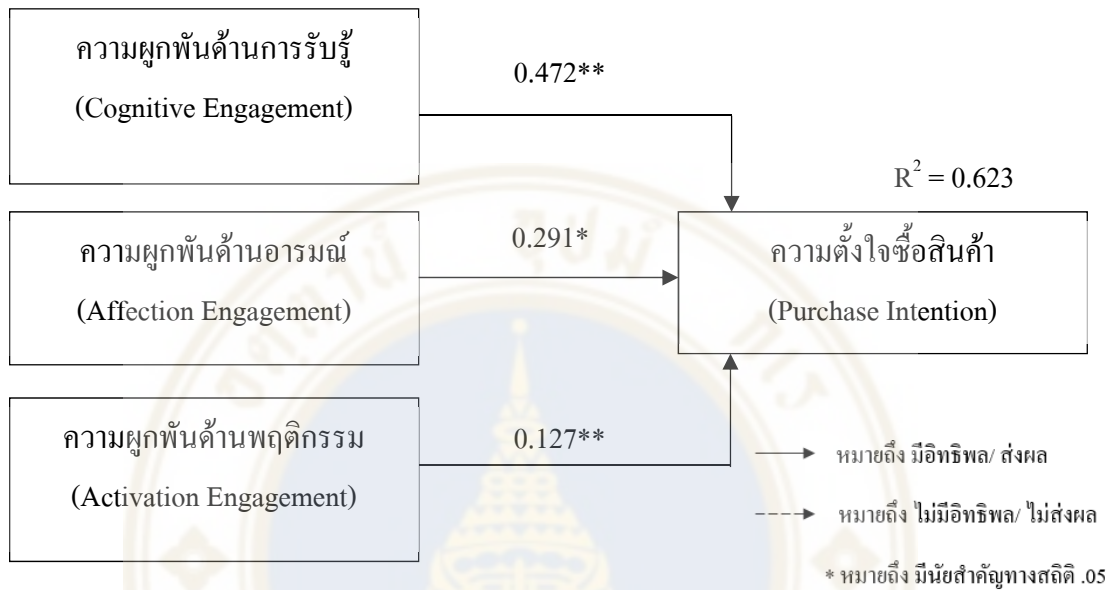 ความผูกพันด้านการรับรู้
(Cognitive Engagement)
0.472**
R² = 0.623
ความผูกพันด้านอารมณ์
(Affection Engagement)
0.291*
ความตั้งใจซื้อสินค้า
(Purchase Intention)
ความผูกพันด้านพฤติกรรม
(Activation Engagement)
0.127**
หมายถึง มีอิทธิพล/ ส่งผล
หมายถึง ไม่มีอิทธิพล/ ไม่ส่งผล
* หมายถึง มีนัยสำคัญทางสถิติ .05